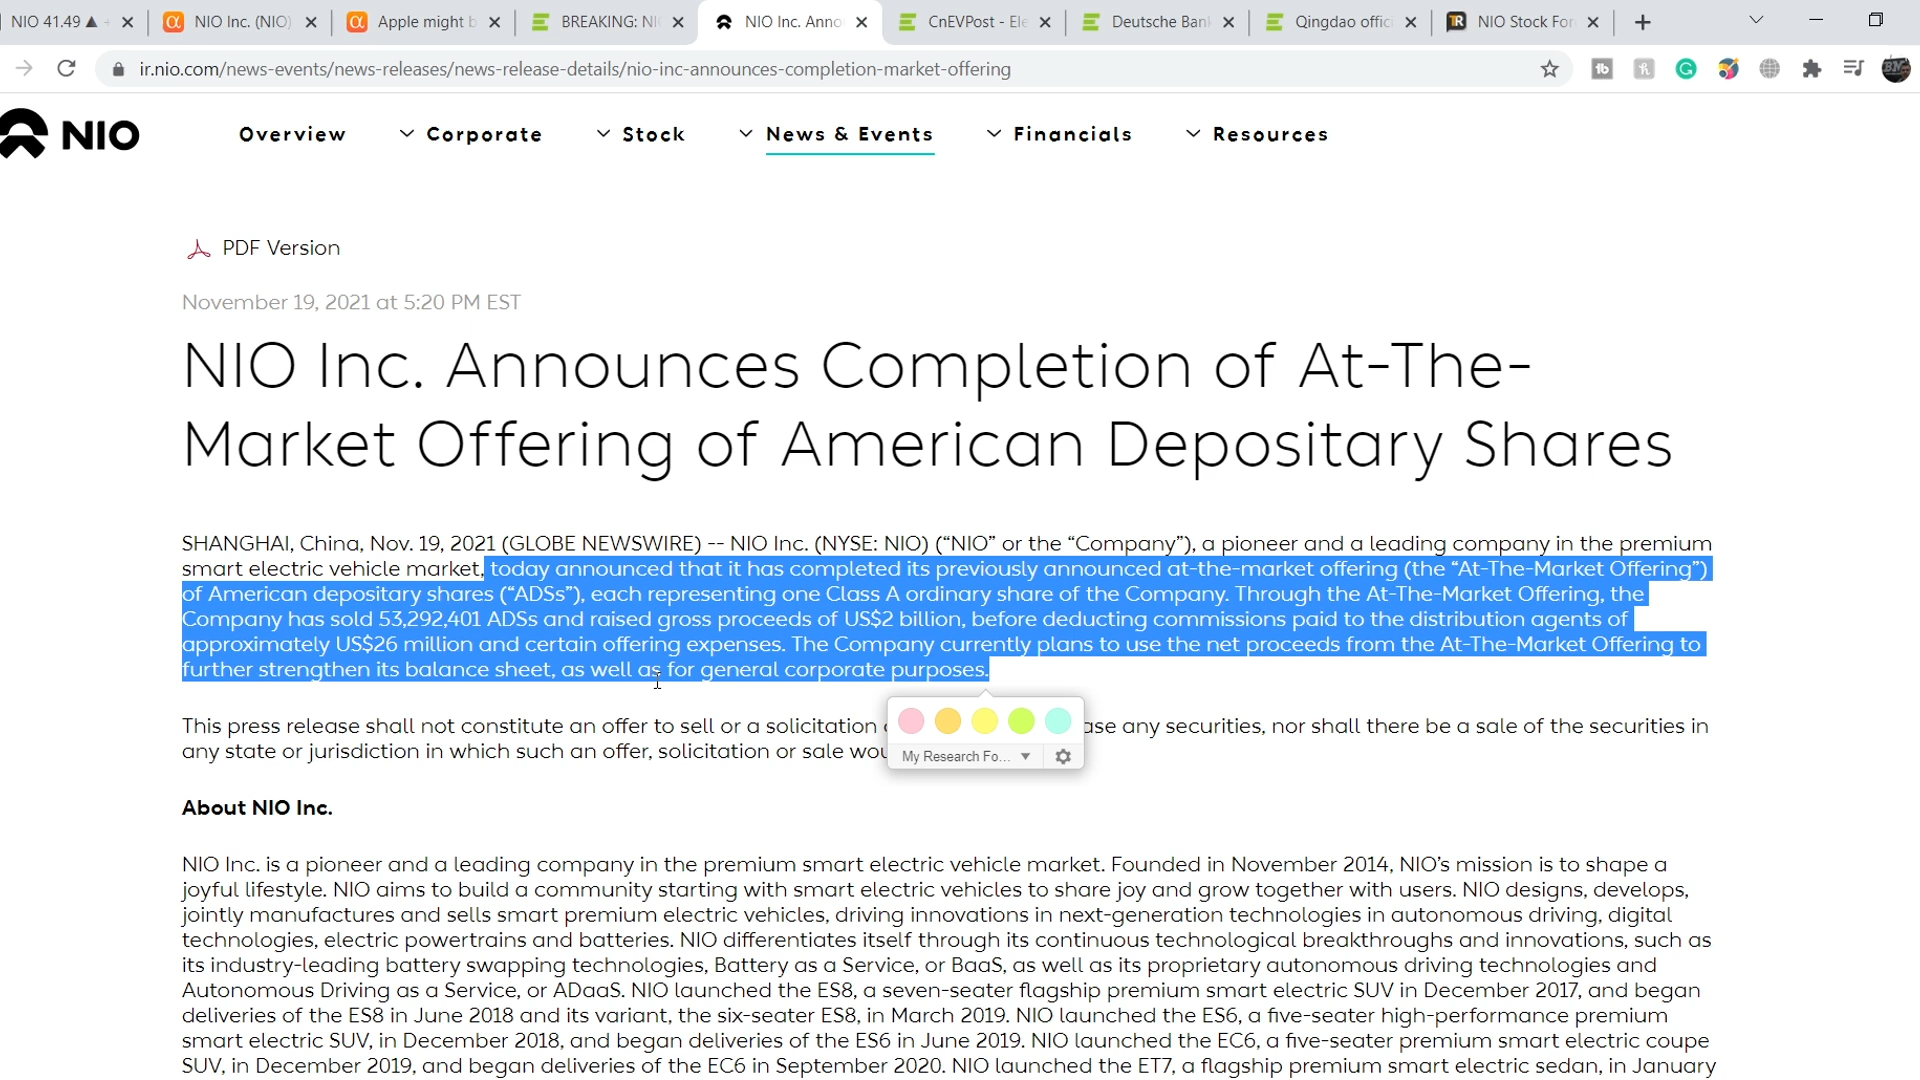 NIO 41.49 ▲
NIO Inc. (NIO)
Apple might b
BREAKING: NI
NIO Inc. Anno
CnEVPost - Ele
Deutsche Bank
Qingdao offici
NIO Stock For
ir.nio.com/news-events/news-releases/news-release-details/nio-inc-announces-completion-market-offering
NIO
Overview
Corporate
Stock
News & Events
Financials
Resources
PDF Version
November 19, 2021 at 5:20 PM EST
NIO Inc. Announces Completion of At-The-
Market Offering of American Depositary Shares
SHANGHAI, China, Nov. 19, 2021 (GLOBE NEWSWIRE) -- NIO Inc. (NYSE: NIO) (“NIO” or the “Company”), a pioneer and a leading company in the premium
smart electric vehicle market, today announced that it has completed its previously announced at-the-market offering (the “At-The-Market Offering”)
of American depositary shares (“ADSs”), each representing one Class A ordinary share of the Company. Through the At-The-Market Offering, the
Company has sold 53,292,401 ADSs and raised gross proceeds of US$2 billion, before deducting commissions paid to the distribution agents of
approximately US$26 million and certain offering expenses. The Company currently plans to use the net proceeds from the At-The-Market Offering to
further strengthen its balance sheet, as well as for general corporate purposes.
This press release shall not constitute an offer to sell or a solicitation ase any securities, nor shall there be a sale of the securities in
any state or jurisdiction in which such an offer, solicitation or sale wou
My Research Fo...
About NIO Inc.
NIO Inc. is a pioneer and a leading company in the premium smart electric vehicle market. Founded in November 2014, NIO’s mission is to shape a
joyful lifestyle. NIO aims to build a community starting with smart electric vehicles to share joy and grow together with users. NIO designs, develops,
jointly manufactures and sells smart premium electric vehicles, driving innovations in next-generation technologies in autonomous driving, digital
technologies, electric powertrains and batteries. NIO differentiates itself through its continuous technological breakthroughs and innovations, such as
its industry-leading battery swapping technologies, Battery as a Service, or BaaS, as well as its proprietary autonomous driving technologies and
Autonomous Driving as a Service, or ADaaS. NIO launched the ES8, a seven-seater flagship premium smart electric SUV in December 2017, and began
deliveries of the ES8 in June 2018 and its variant, the six-seater ES8, in March 2019. NIO launched the ES6, a five-seater high-performance premium
smart electric SUV, in December 2018, and began deliveries of the ES6 in June 2019. NIO launched the EC6, a five-seater premium smart electric coupe
SUV, in December 2019, and began deliveries of the EC6 in September 2020. NIO launched the ET7, a flagship premium smart electric sedan, in January